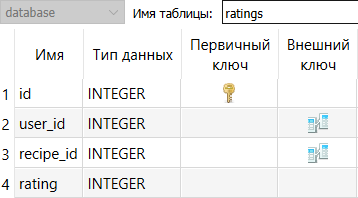 database Имя таблицы: ratings
Имя Тип данных Первичный ключ Внешний ключ
1 id INTEGER
2 user_id INTEGER
3 recipe_id INTEGER
4 rating INTEGER